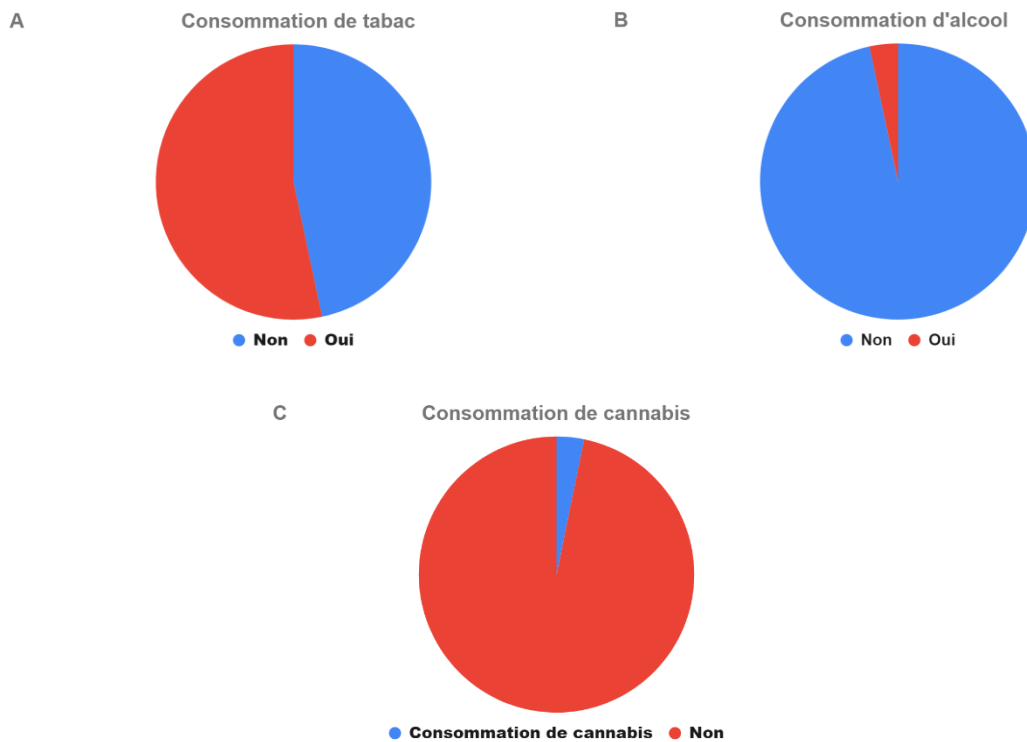 A
Consommation de tabac
Non Oui
B
Consommation d'alcool
Non Oui
C
Consommation de cannabis
Consommation de cannabis Non